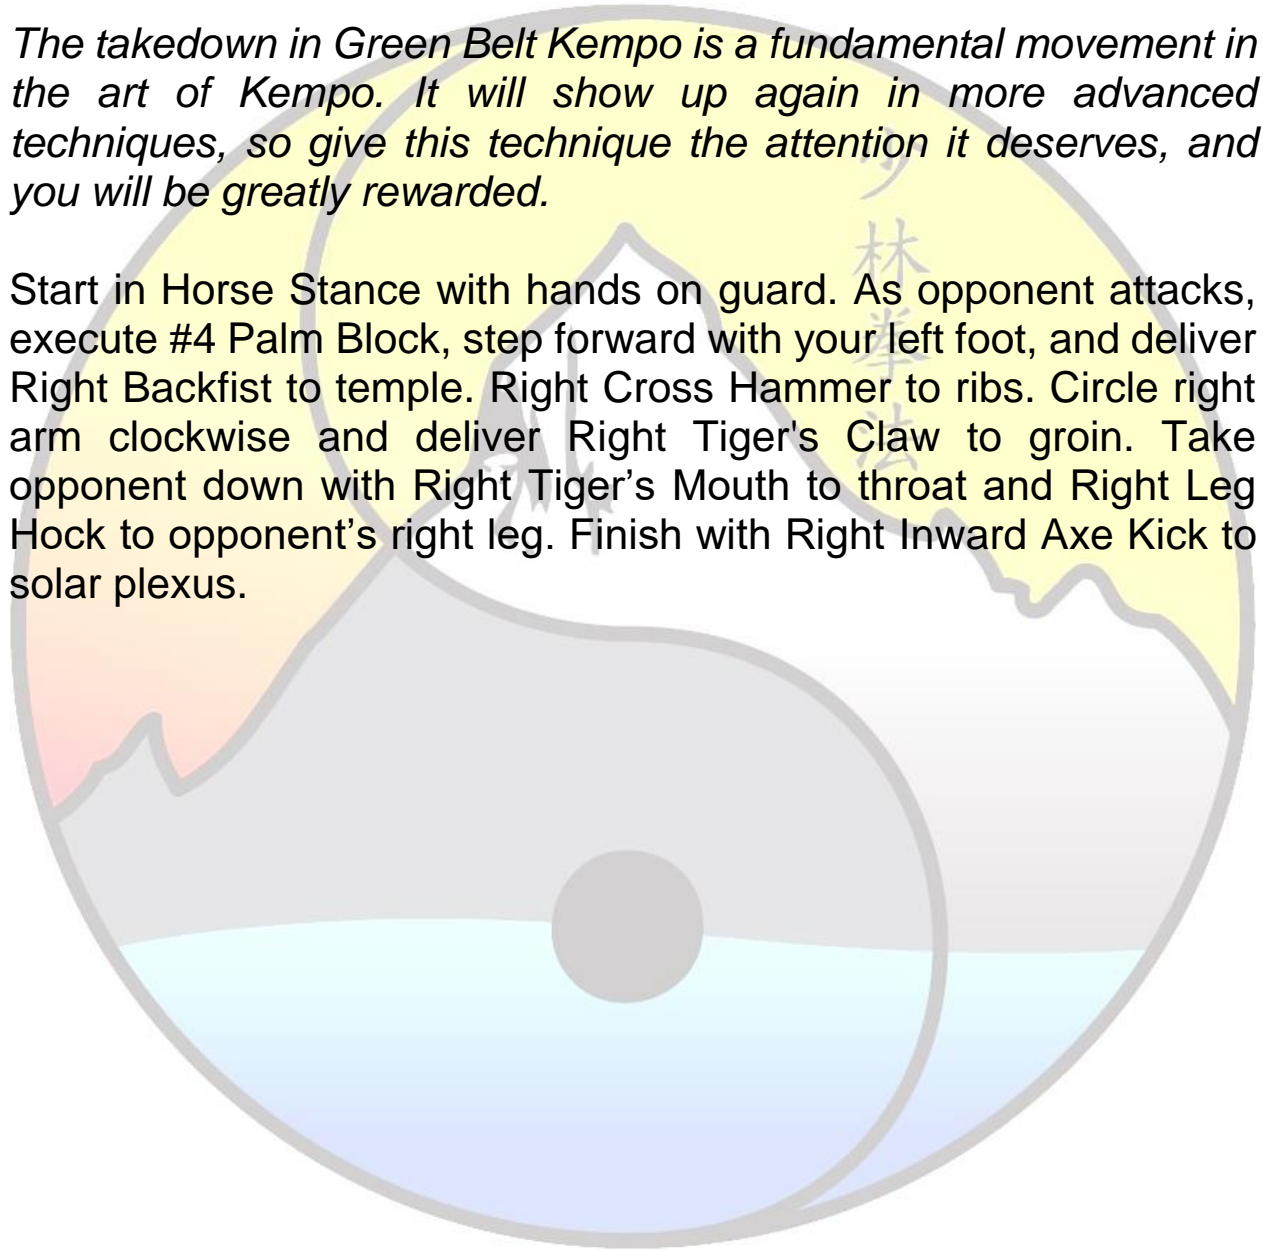 The takedown in Green Belt Kempo is a fundamental movement in
the art of Kempo. It will show up again in more advanced
techniques, so give this technique the attention it deserves, and
you will be greatly rewarded.
Start in Horse Stance with hands on guard. As opponent attacks,
execute #4 Palm Block, step forward with your left foot, and deliver
Right Backfist to temple. Right Cross Hammer to ribs. Circle right
arm clockwise and deliver Right Tiger's Claw to groin. Take
opponent down with Right Tiger’s Mouth to throat and Right Leg
Hock to opponent’s right leg. Finish with Right Inward Axe Kick to
solar plexus.
少林拳法